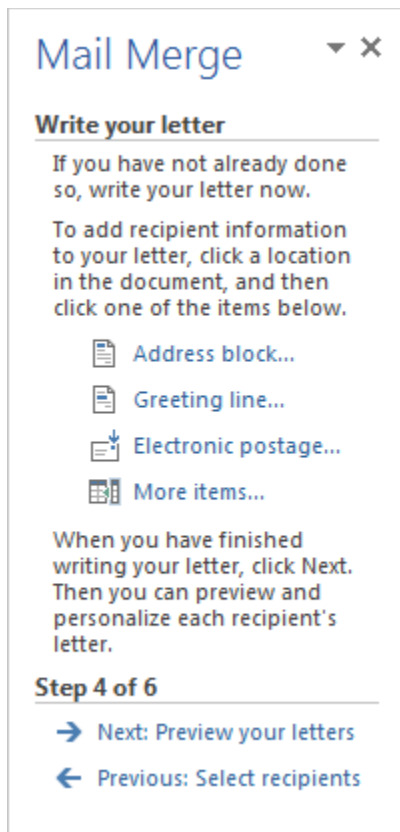 Mail Merge
Write your letter
If you have not already done
so, write your letter now.
To add recipient information
to your letter, click a location
in the document, and then
click one of the items below.
Address block...
Greeting line...
Electronic postage...
More items...
When you have finished
writing your letter, click Next.
Then you can preview and
personalize each recipient's
letter.
Step 4 of 6
Next: Preview your letters
Previous: Select recipients